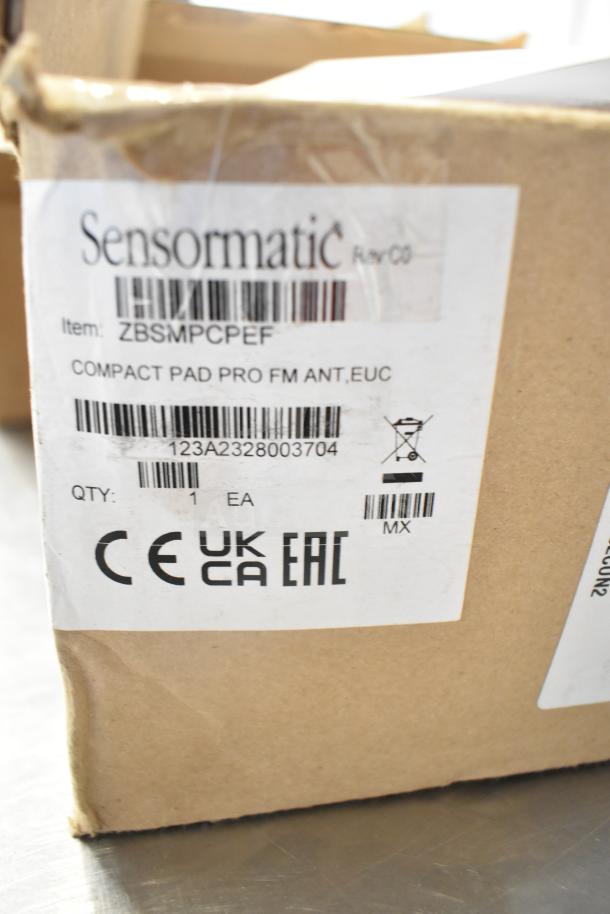 Sensormatic Rev:C0
Item: ZBSMPCPEF
COMPACT PAD PRO FM ANT,EUC
123A2328003704
QTY: 1 EA
MX
CE UK CA EAC